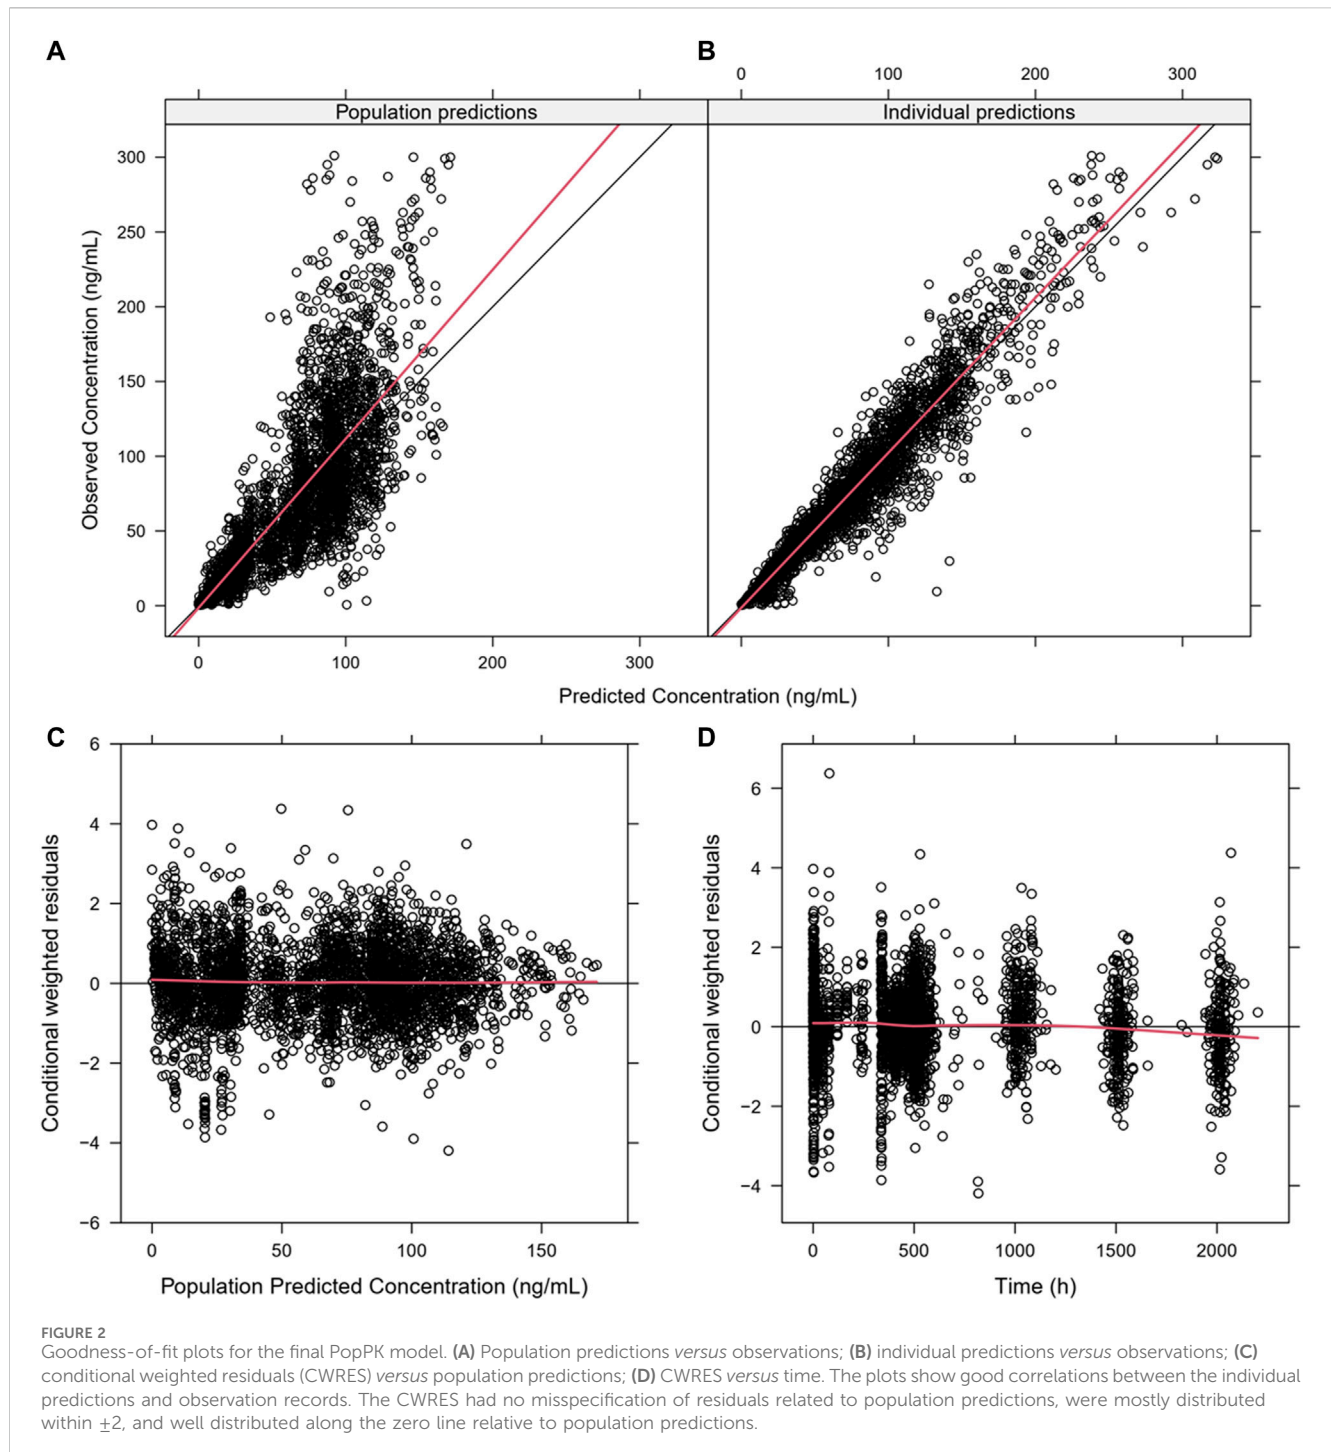 A
B
0 100 200 300
Population predictions
Individual predictions
300
250
200
150
100
50
0
Observed Concentration (ng/mL)
0 100 200 300
Predicted Concentration (ng/mL)
C
6
4
2
0
−2
−4
−6
Conditional weighted residuals
0 50 100 150
Population Predicted Concentration (ng/mL)
D
6
4
2
0
−2
−4
Conditional weighted residuals
0 500 1000 1500 2000
Time (h)
FIGURE 2
Goodness-of-fit plots for the final PopPK model. (A) Population predictions versus observations; (B) individual predictions versus observations; (C)
conditional weighted residuals (CWRES) versus population predictions; (D) CWRES versus time. The plots show good correlations between the individual
predictions and observation records. The CWRES had no misspecification of residuals related to population predictions, were mostly distributed
within ±2, and well distributed along the zero line relative to population predictions.